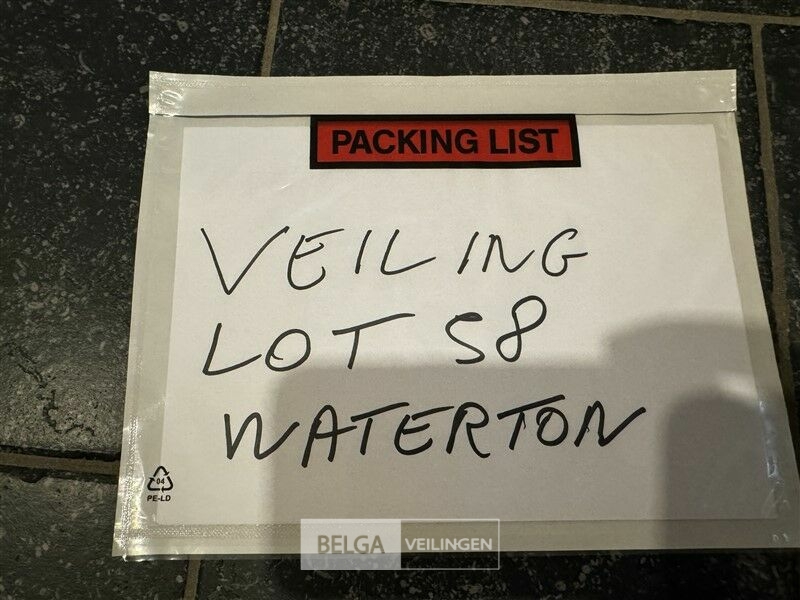 PACKING LIST
VEILING
LOT 58
WATERTON
04
PE-LD
BELGA VEILINGEN